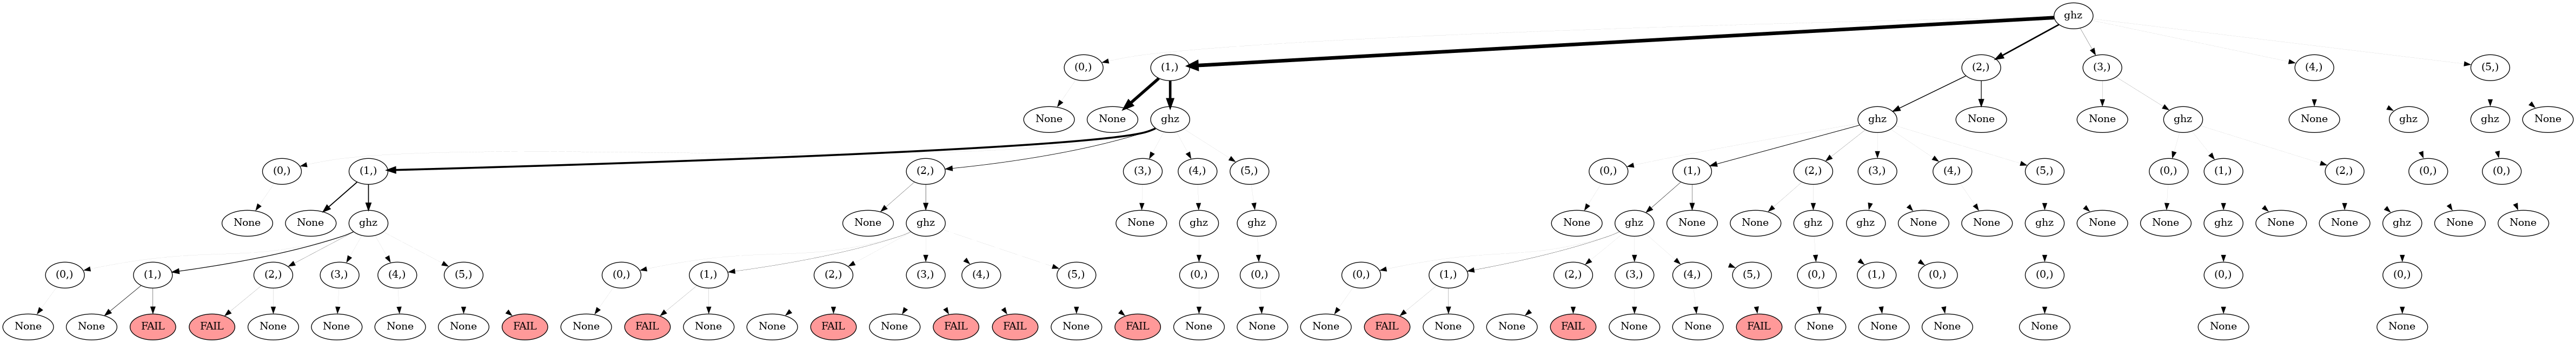 ghz
(0,) (1,) (2,) (3,) (4,) (5,)
None None ghz ghz None None ghz None ghz ghz None
(0,) (1,) (2,) (3,) (4,) (5,) (0,) (1,) (2,) (3,) (4,) (5,) (0,) (1,) (2,) (0,) (0,)
None None ghz None ghz None ghz ghz None ghz None None ghz ghz None None ghz None None ghz None None ghz None None
(0,) (1,) (2,) (3,) (4,) (5,) (0,) (1,) (2,) (3,) (4,) (5,) (0,) (0,) (0,) (1,) (2,) (3,) (4,) (5,) (0,) (1,) (0,) (0,) (0,) (0,)
None None FAIL FAIL None None None None FAIL None FAIL None None FAIL None FAIL FAIL None FAIL None None None FAIL None None FAIL None None FAIL None None None None None None